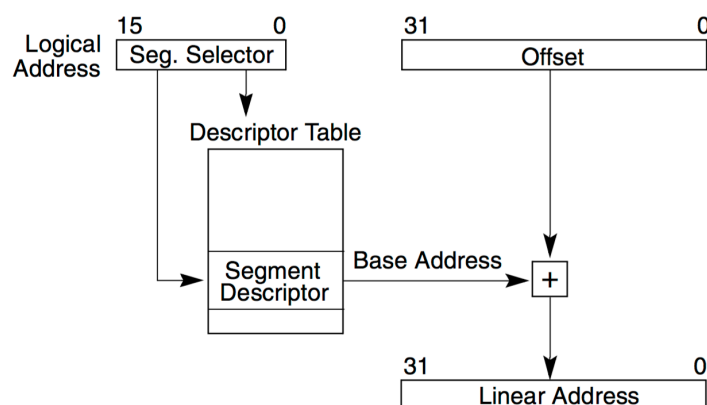 15 0
31 0
Logical
Address
Seg. Selector
Offset
Descriptor Table
Base Address
Segment
Descriptor
+
31 0
Linear Address